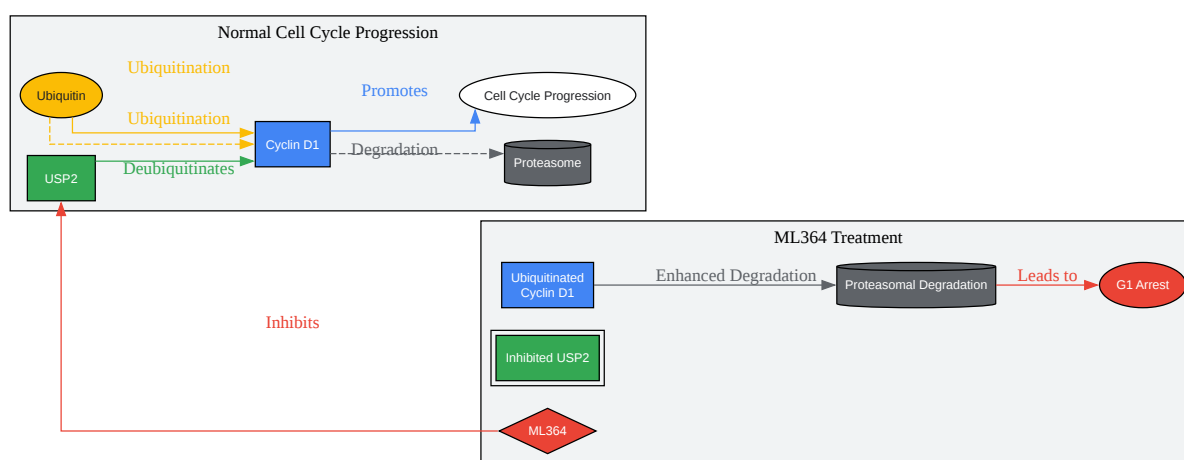 Normal Cell Cycle Progression
Ubiquitination
Promotes
Ubiquitin
Cell Cycle Progression
Ubiquitination
Cyclin D1
Degradation
Proteasome
Deubiquitinates
USP2
ML364 Treatment
Ubiquitinated
Cyclin D1
Enhanced Degradation
Proteasomal Degradation
Leads to
G1 Arrest
Inhibits
Inhibited USP2
ML364